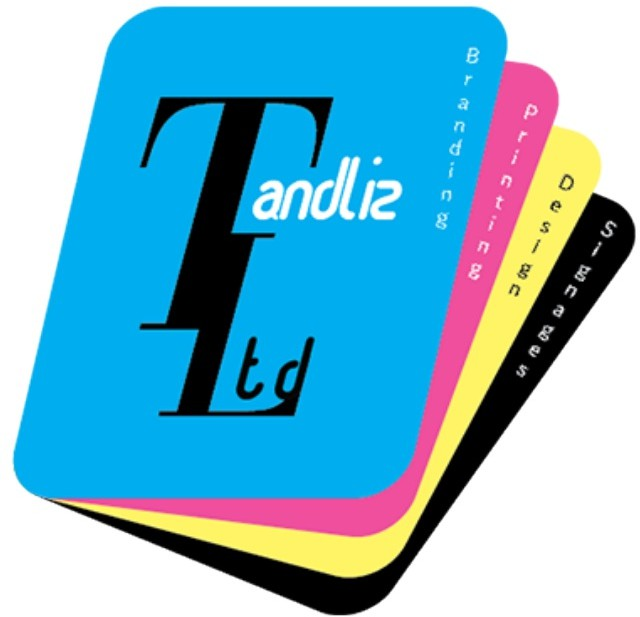 Tandliz
Ltd
Branding
Printing
Design
Signages